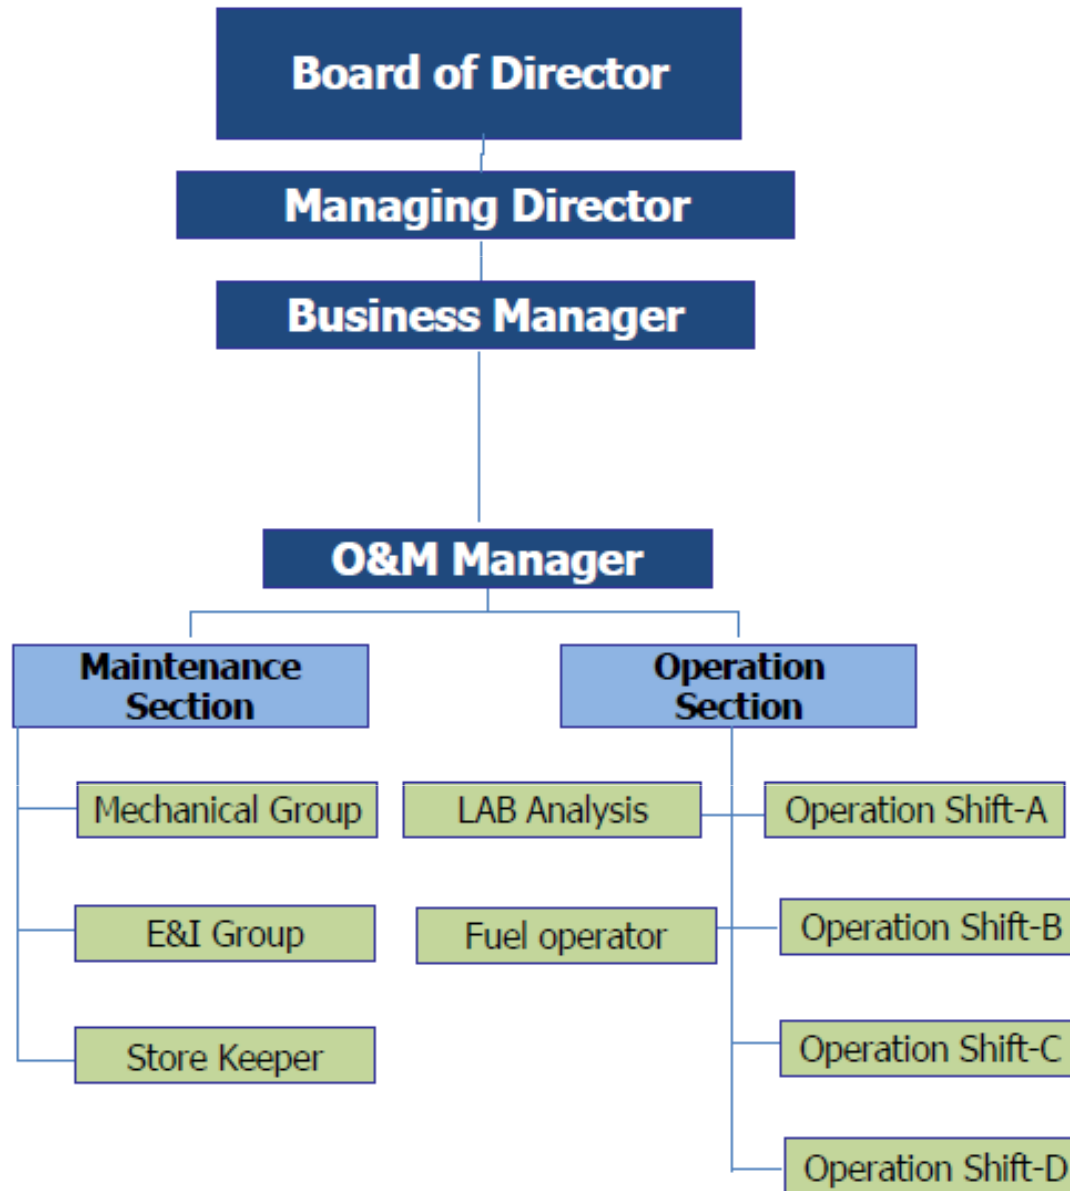 Board of Director
Managing Director
Business Manager
O&M Manager
Maintenance
Section
Operation
Section
Mechanical Group
LAB Analysis
Operation Shift-A
E&I Group
Fuel operator
Operation Shift-B
Store Keeper
Operation Shift-C
Operation Shift-D